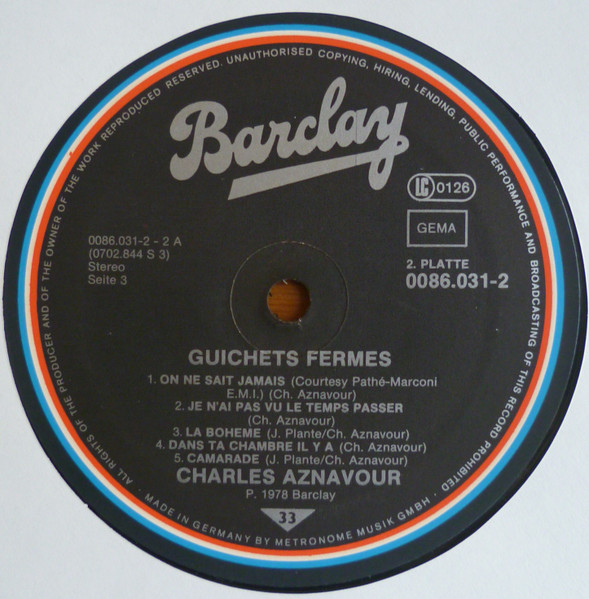 ALL RIGHTS OF THE PRODUCER AND OF THE OWNER OF THE WORK REPRODUCED RESERVED. UNAUTHORISED COPYING, HIRING, LENDING, PUBLIC PERFORMANCE AND BROADCASTING OF THIS RECORD PROHIBITED ·
Barclay
LC 0126
GEMA
0086.031-2 - 2 A
(0702.844 S 3)
Stereo
Seite 3
2. PLATTE
0086.031-2
GUICHETS FERMES
1. ON NE SAIT JAMAIS (Courtesy Pathé-Marconi
E.M.I.) (Ch. Aznavour)
2. JE N'AI PAS VU LE TEMPS PASSER
(Ch. Aznavour)
3. LA BOHEME (J. Plante/Ch. Aznavour)
4. DANS TA CHAMBRE IL Y A (Ch. Aznavour)
5. CAMARADE (J. Plante/Ch. Aznavour)
CHARLES AZNAVOUR
P. 1978 Barclay
33
· MADE IN GERMANY BY METRONOME MUSIK GMBH ·